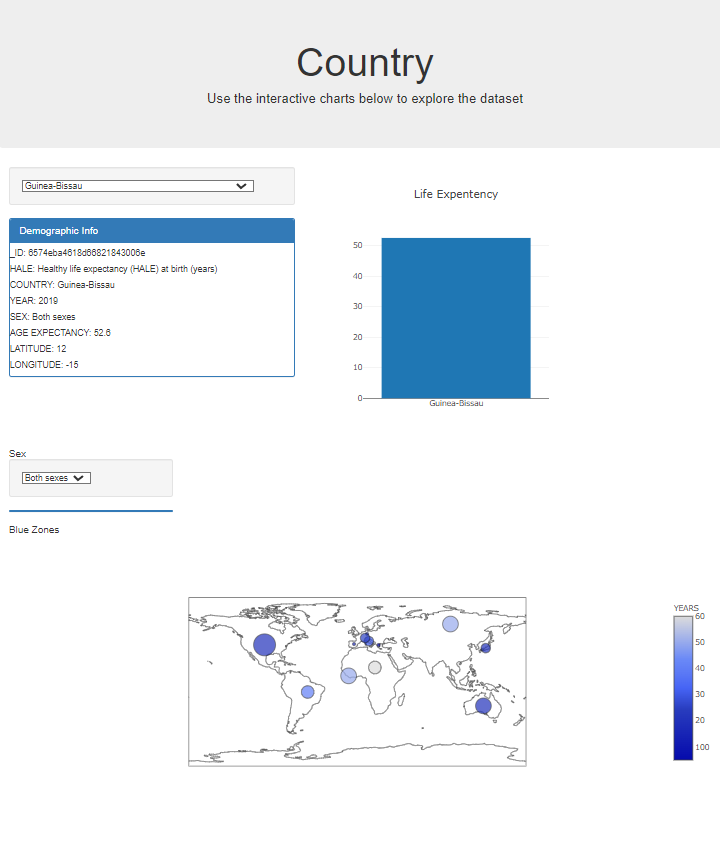 Country
Use the interactive charts below to explore the dataset
Guinea-Bissau
Demographic Info
_ID: 6574eba4618d66821843006e
HALE: Healthy life expectancy (HALE) at birth (years)
COUNTRY: Guinea-Bissau
YEAR: 2019
SEX: Both sexes
AGE EXPECTANCY: 52.6
LATITUDE: 12
LONGITUDE: -15
Life Expentency
50
40
30
20
10
0
Guinea-Bissau
Sex
Both sexes
Blue Zones
YEARS
60
50
40
30
20
100